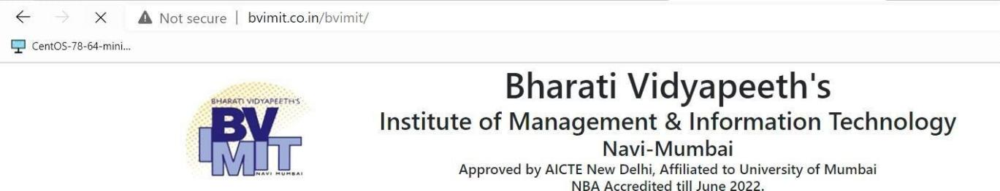 Not secure | bvimit.co.in/bvimit/
CentOS-78-64-mini...
BHARATI VIDYAPEETH'S
BV
IMIT
NAVI MUMBAI
Bharati Vidyapeeth's
Institute of Management & Information Technology
Navi-Mumbai
Approved by AICTE New Delhi, Affiliated to University of Mumbai
NBA Accredited till June 2022.